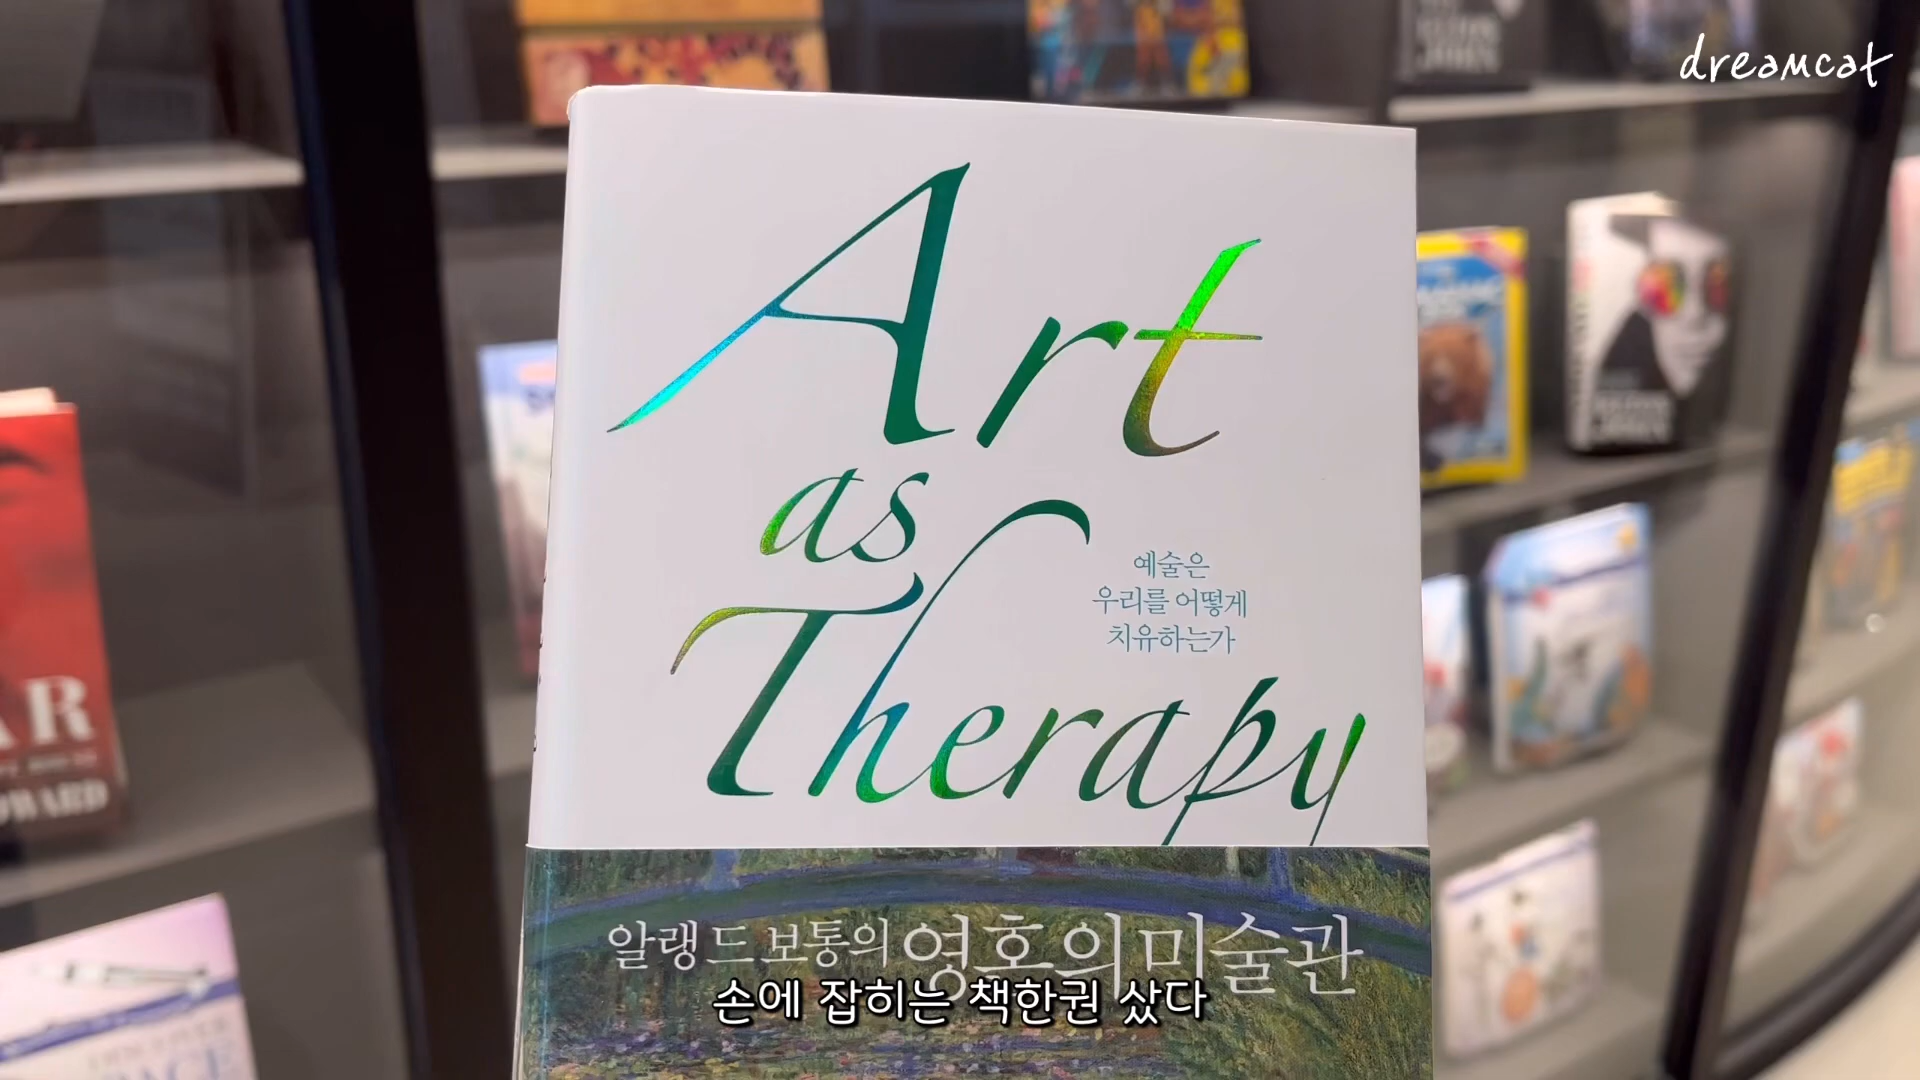 dreamcat
Art
as
Therapy
예술은
우리를 어떻게
치유하는가
알랭 드 보통의 영혼의 미술관
손에 잡히는 책한권 샀다
AR
OWARD